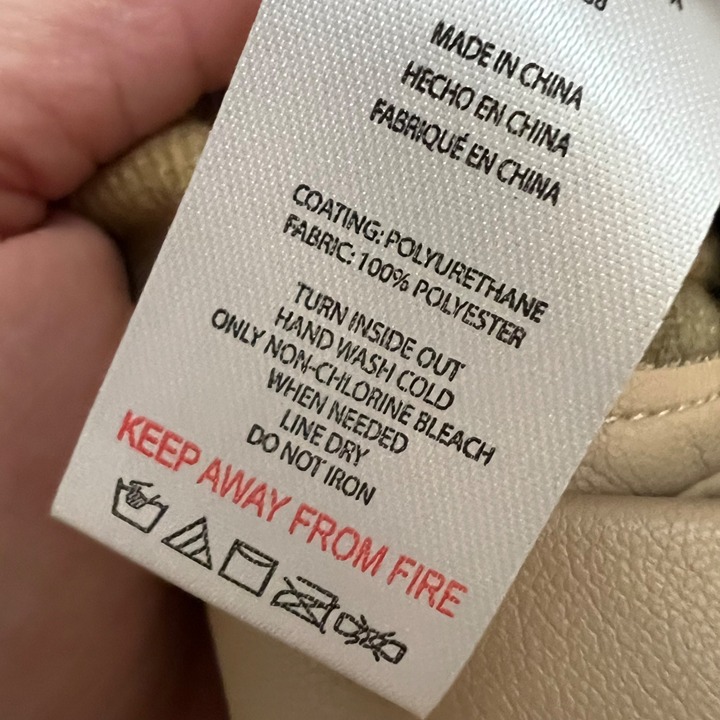 MADE IN CHINA
HECHO EN CHINA
FABRIQUÉ EN CHINA
COATING: POLYURETHANE
FABRIC: 100% POLYESTER
TURN INSIDE OUT
HAND WASH COLD
ONLY NON-CHLORINE BLEACH
WHEN NEEDED
LINE DRY
DO NOT IRON
KEEP AWAY FROM FIRE